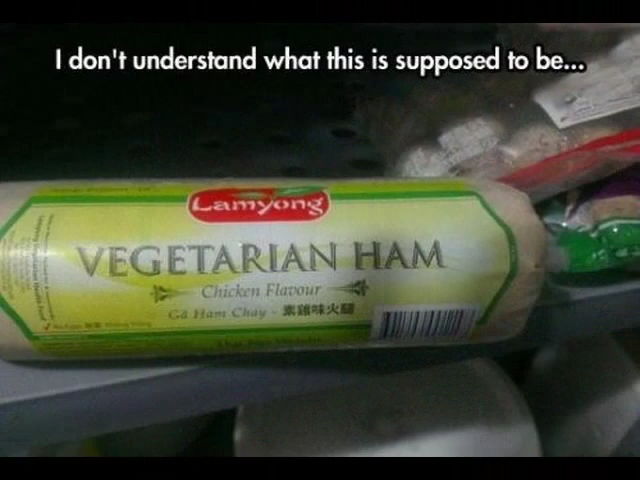 I don't understand what this is supposed to be...
Lamyong
VEGETARIAN HAM
Chicken Flavour
Gà Ham Chay - 素雞味火腿